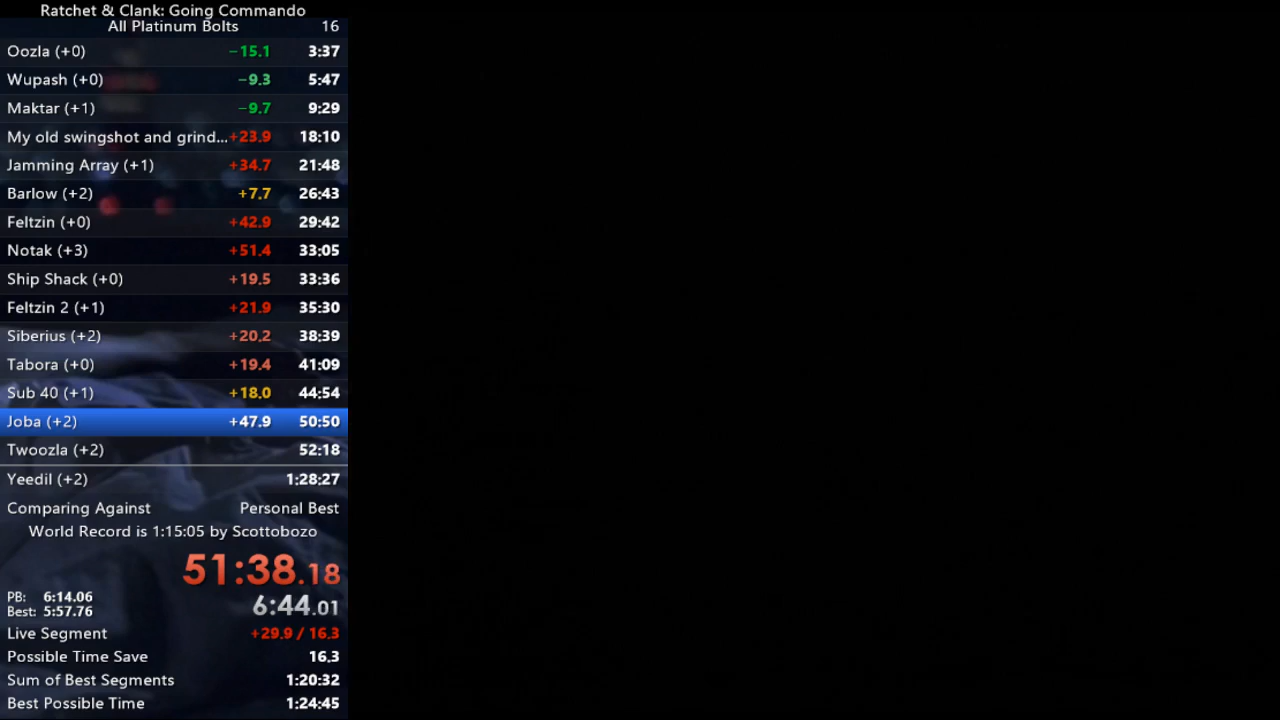 Ratchet & Clank: Going Commando
All Platinum Bolts 16
Oozla (+0) −15.1 3:37
Wupash (+0) −9.3 5:47
Maktar (+1) −9.7 9:29
My old swingshot and grind... +23.9 18:10
Jamming Array (+1) +34.7 21:48
Barlow (+2) +7.7 26:43
Feltzin (+0) +42.9 29:42
Notak (+3) +51.4 33:05
Ship Shack (+0) +19.5 33:36
Feltzin 2 (+1) +21.9 35:30
Siberius (+2) +20.2 38:39
Tabora (+0) +19.4 41:09
Sub 40 (+1) +18.0 44:54
Joba (+2) +47.9 50:50
Twoozla (+2) 52:18
Yeedil (+2) 1:28:27
Comparing Against Personal Best
World Record is 1:15:05 by Scottobozo
51:38.18
PB: 6:14.06
Best: 5:57.76 6:44.01
Live Segment +29.9 / 16.3
Possible Time Save 16.3
Sum of Best Segments 1:20:32
Best Possible Time 1:24:45